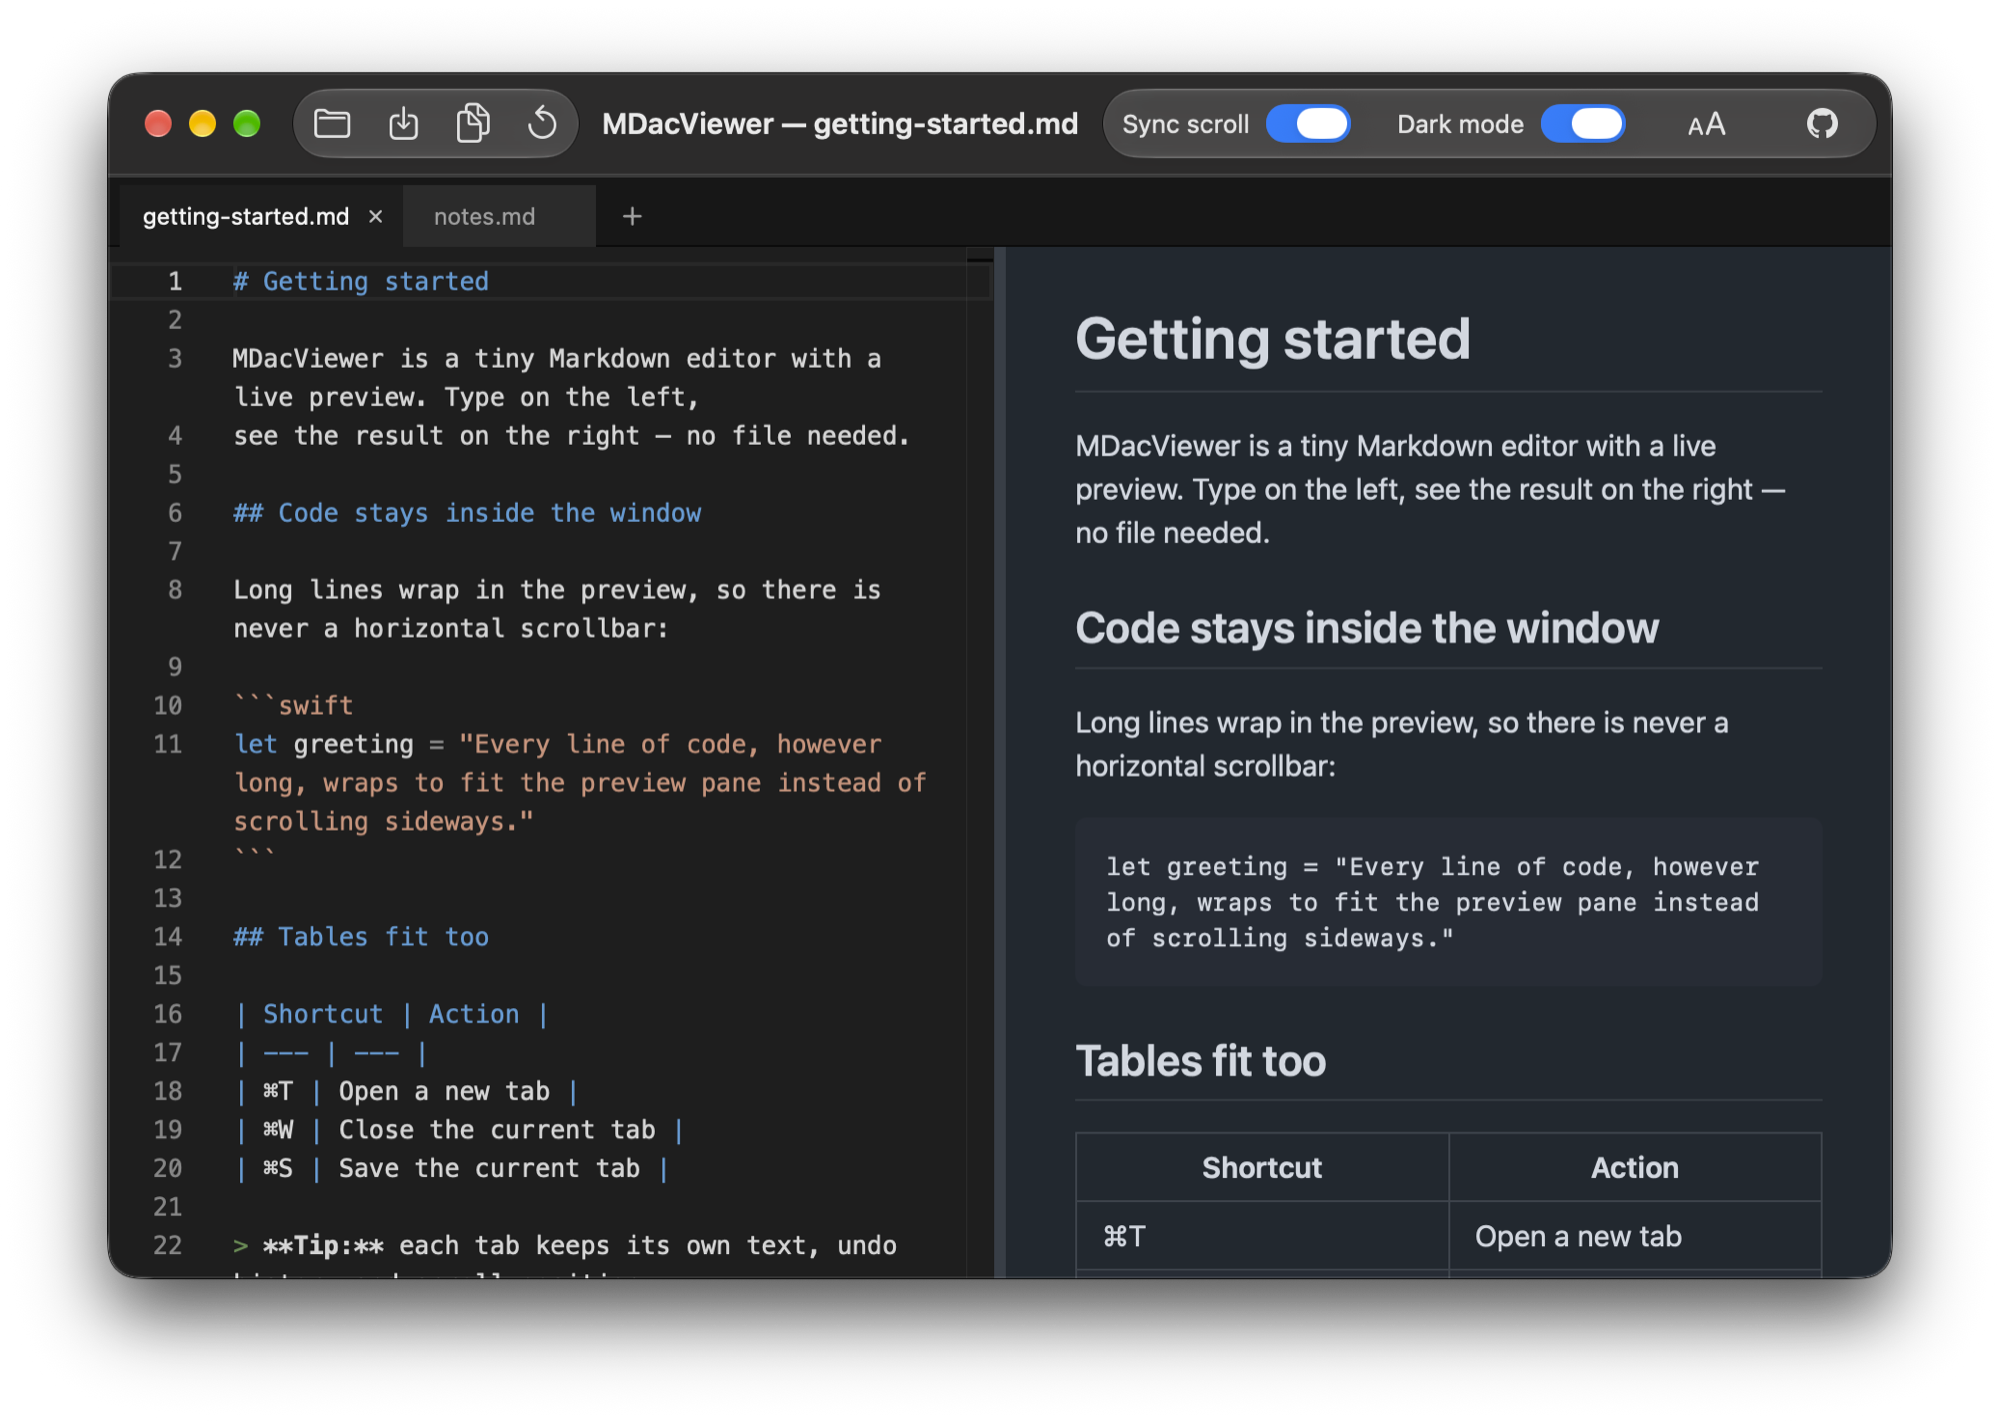 MDacViewer — getting-started.md
Sync scroll
Dark mode
AA
getting-started.md ×
notes.md
+
1 # Getting started
2
3 MDacViewer is a tiny Markdown editor with a
live preview. Type on the left,
4 see the result on the right — no file needed.
5
6 ## Code stays inside the window
7
8 Long lines wrap in the preview, so there is
never a horizontal scrollbar:
9
10 ```swift
11 let greeting = "Every line of code, however
long, wraps to fit the preview pane instead of
scrolling sideways."
12 ```
13
14 ## Tables fit too
15
16 | Shortcut | Action |
17 | --- | --- |
18 | ⌘T | Open a new tab |
19 | ⌘W | Close the current tab |
20 | ⌘S | Save the current tab |
21
22 > **Tip:** each tab keeps its own text, undo
Getting started
MDacViewer is a tiny Markdown editor with a live
preview. Type on the left, see the result on the right —
no file needed.
Code stays inside the window
Long lines wrap in the preview, so there is never a
horizontal scrollbar:
let greeting = "Every line of code, however
long, wraps to fit the preview pane instead
of scrolling sideways."
Tables fit too
Shortcut Action
⌘T Open a new tab